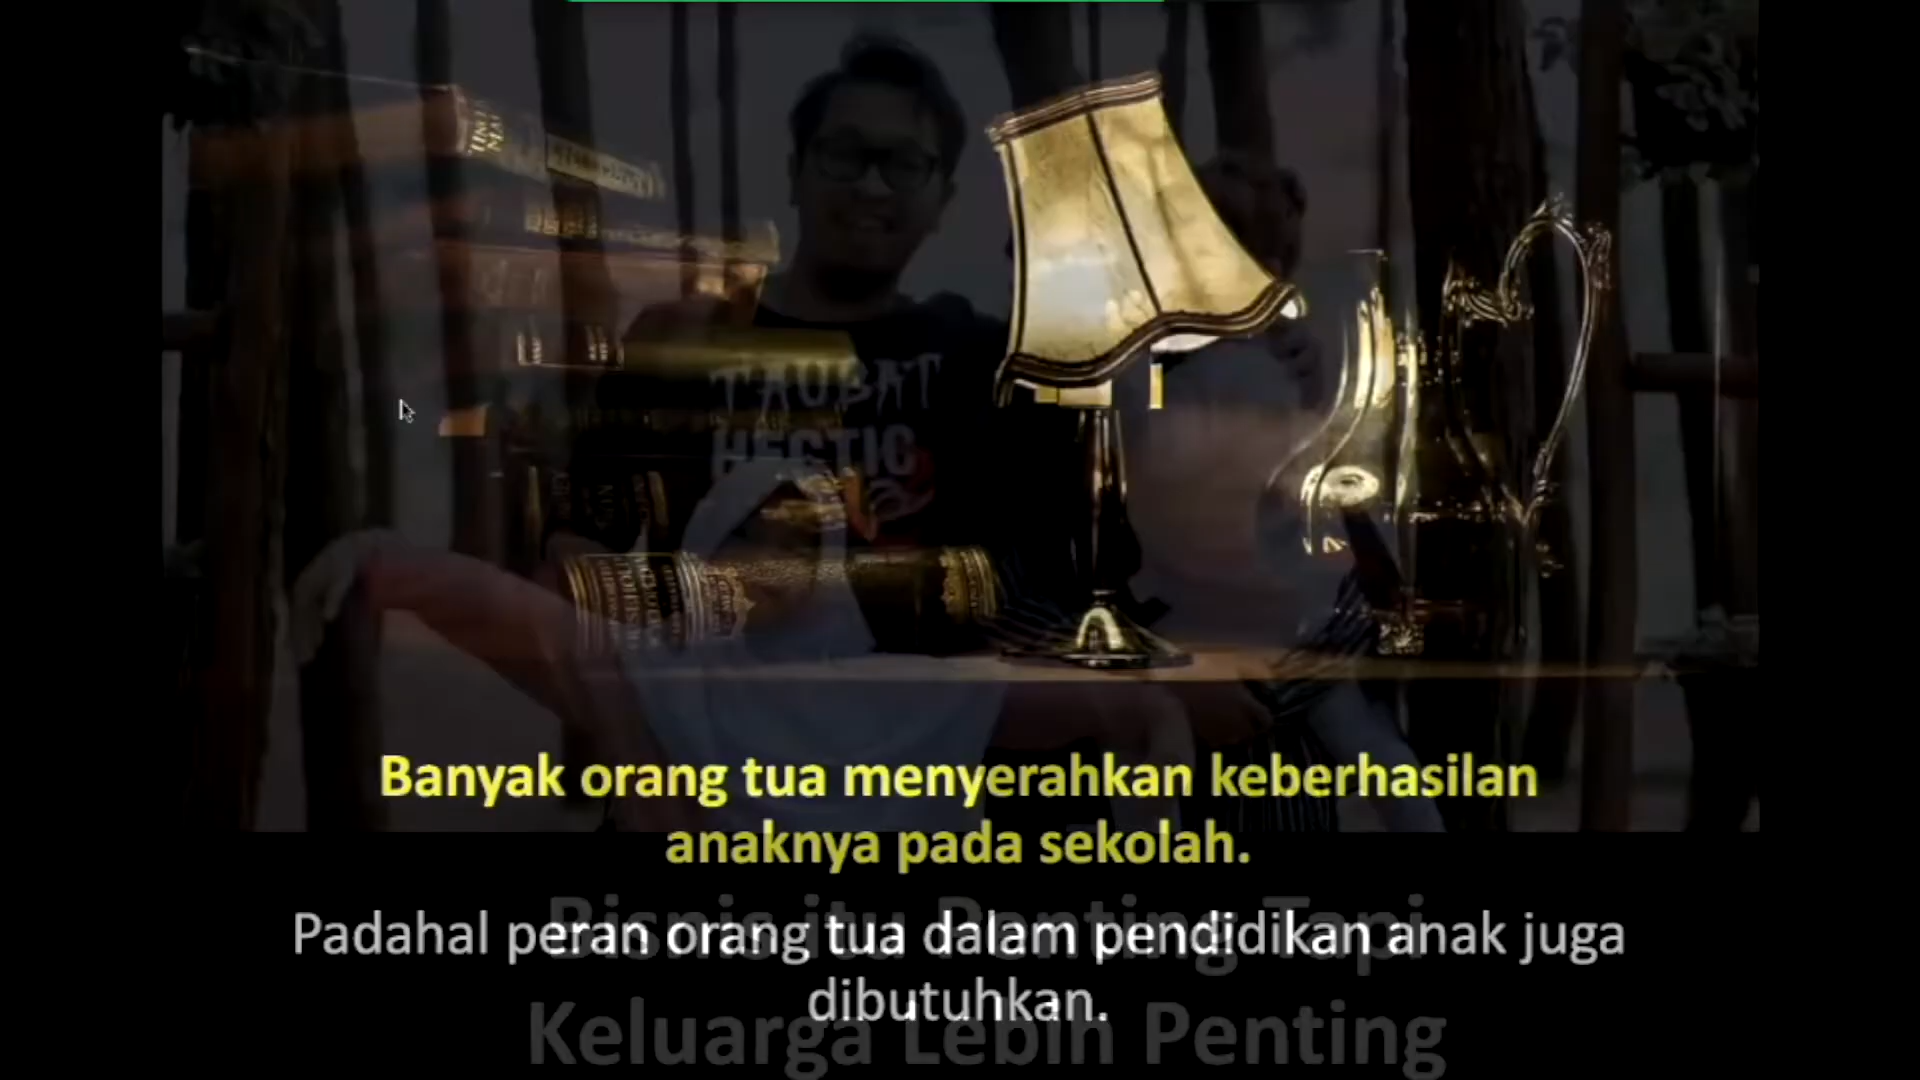 TAUBAT
HECTIC
Banyak orang tua menyerahkan keberhasilan
anaknya pada sekolah.
Padahal peran orang tua dalam pendidikan anak juga
dibutuhkan.
Bisnis itu Penting Tapi
Keluarga Lebih Penting